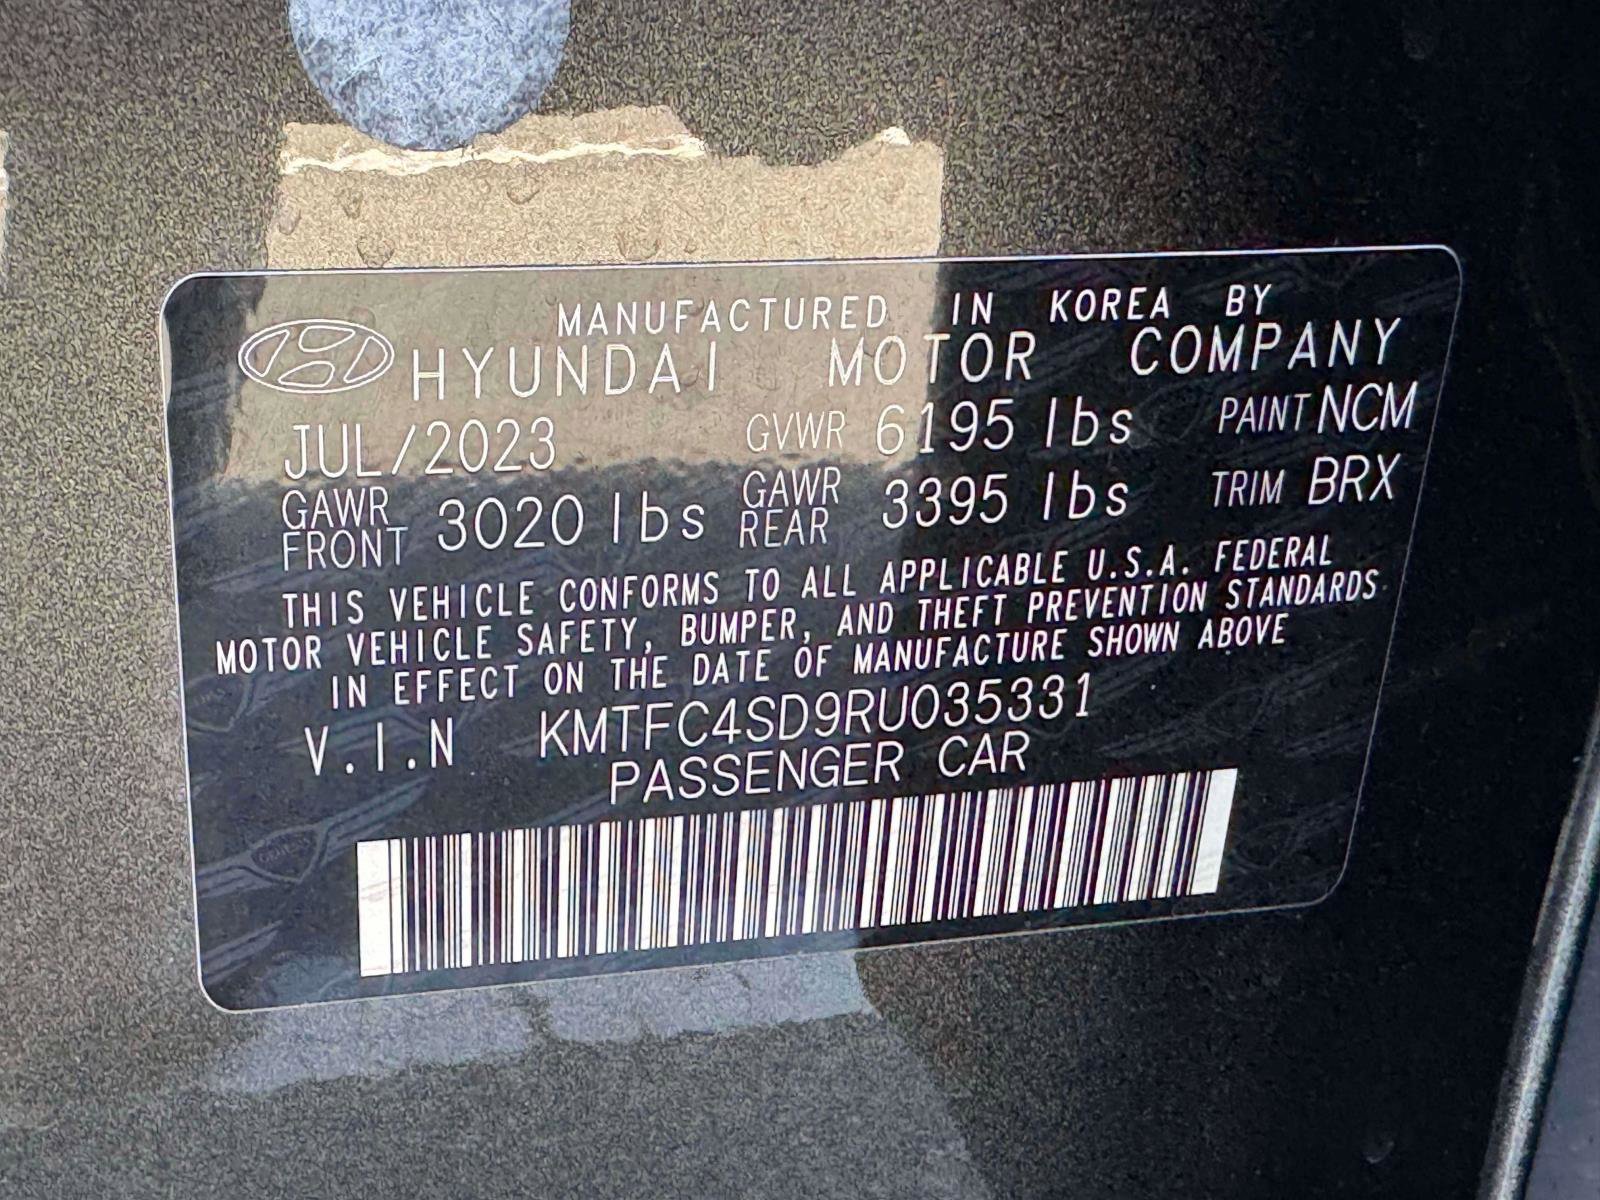 MANUFACTURED IN KOREA BY
HYUNDAI MOTOR COMPANY
JUL/2023 GVWR 6195 lbs PAINT NCM
GAWR FRONT 3020 lbs GAWR REAR 3395 lbs TRIM BRX
THIS VEHICLE CONFORMS TO ALL APPLICABLE U.S.A. FEDERAL
MOTOR VEHICLE SAFETY, BUMPER, AND THEFT PREVENTION STANDARDS
IN EFFECT ON THE DATE OF MANUFACTURE SHOWN ABOVE
V.I.N KMTFC4SD9RU035331
PASSENGER CAR